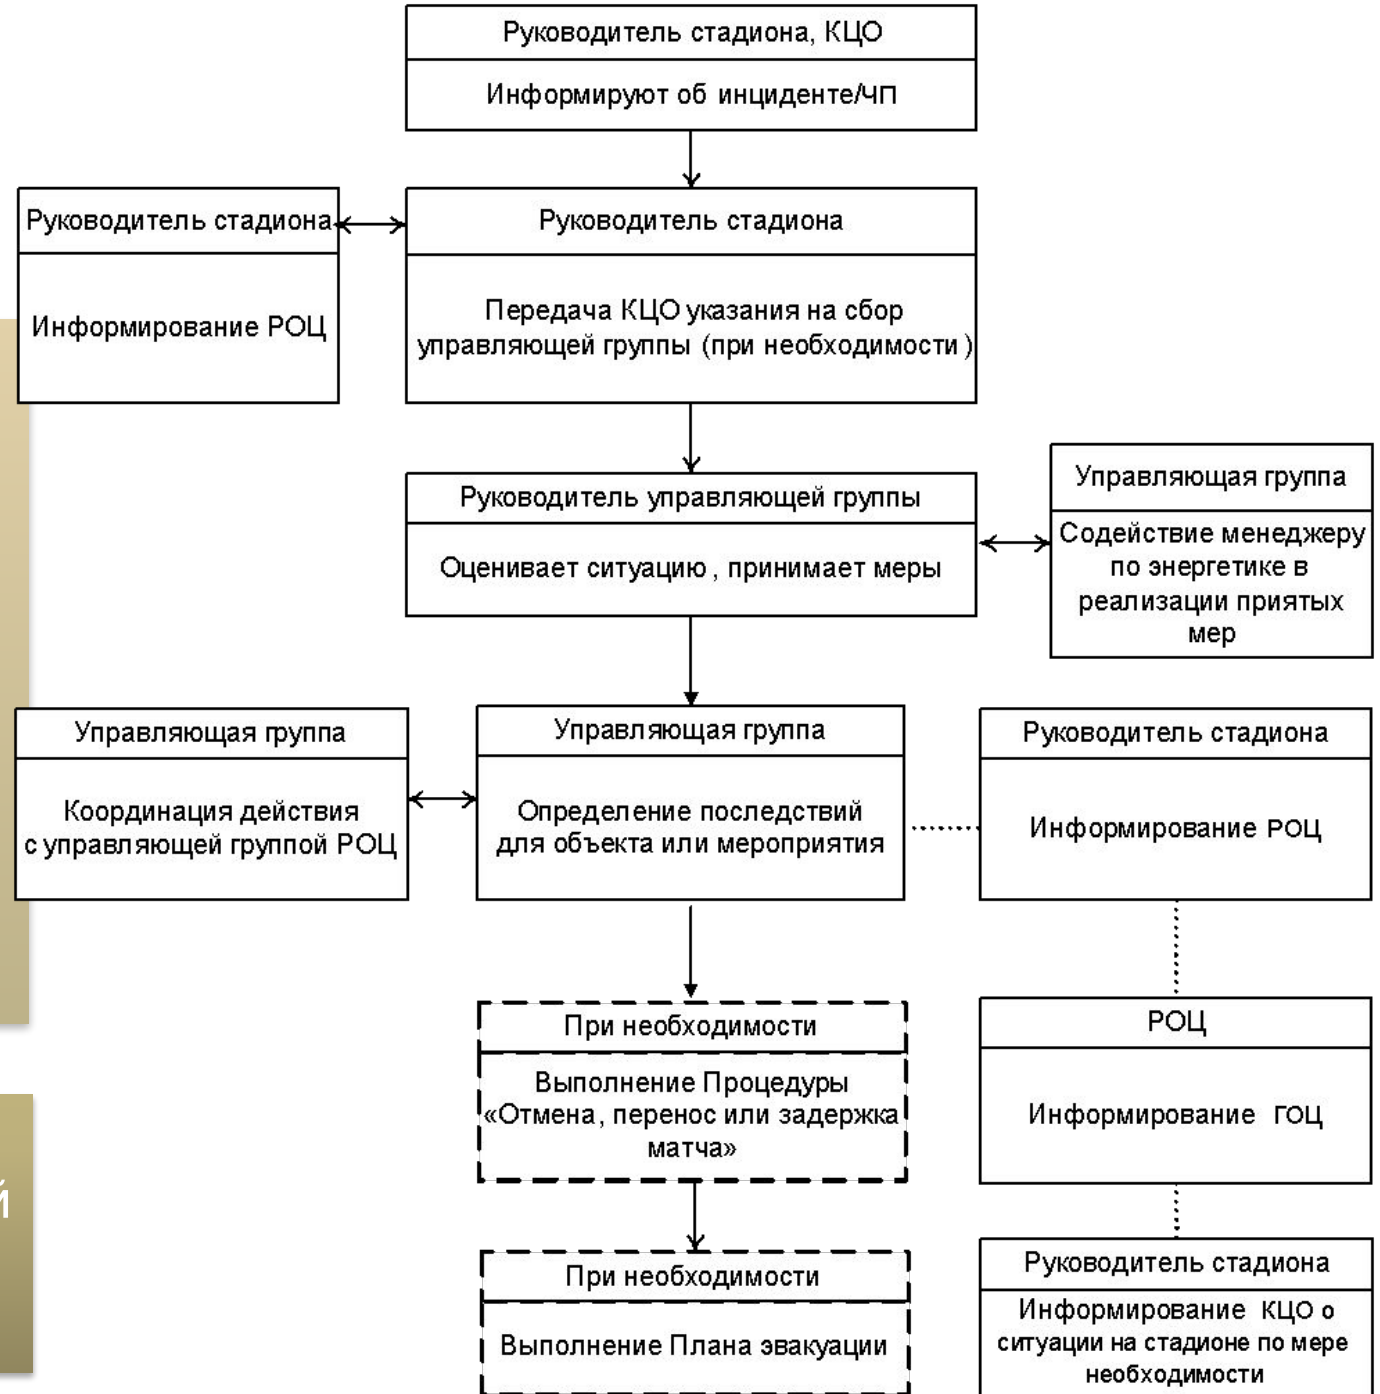 Руководитель стадиона, КЦО
Информируют об инциденте/ЧП
Руководитель стадиона
Информирование РОЦ
Руководитель стадиона
Передача КЦО указания на сбор
управляющей группы (при необходимости)
Руководитель управляющей группы
Оценивает ситуацию, принимает меры
Управляющая группа
Содействие менеджеру
по энергетике в
реализации приятых
мер
Управляющая группа
Координация действия
с управляющей группой РОЦ
Управляющая группа
Определение последствий
для объекта или мероприятия
Руководитель стадиона
Информирование РОЦ
При необходимости
Выполнение Процедуры
«Отмена, перенос или задержка
матча»
РОЦ
Информирование ГОЦ
й
При необходимости
Выполнение Плана эвакуации
Руководитель стадиона
Информирование КЦО о
ситуации на стадионе по мере
необходимости